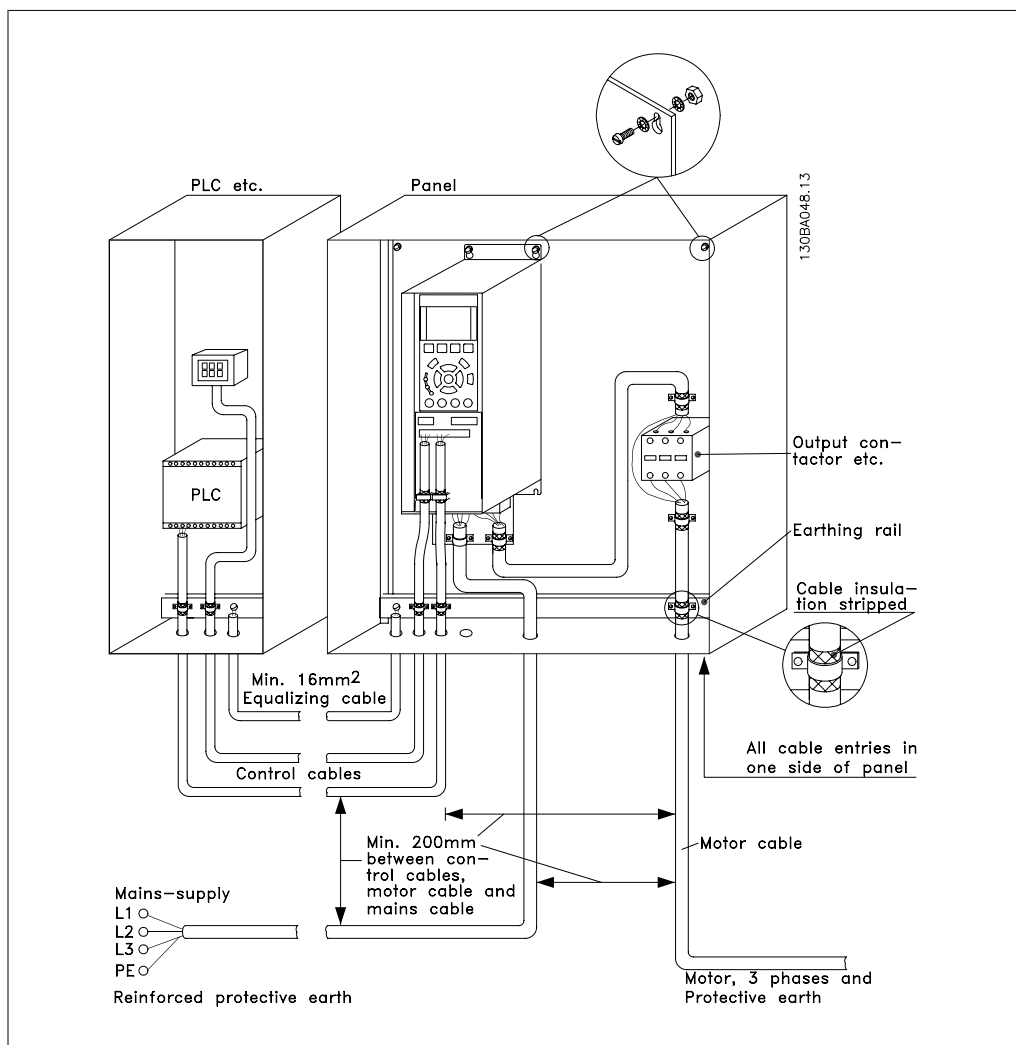 PLC etc.
Panel
130BA048.13
PLC
Output con-
tactor etc.
Earthing rail
Cable insula-
tion stripped
Min. 16mm2
Equalizing cable
All cable entries in
one side of panel
Control cables
Min. 200mm
between con-
trol cables,
motor cable and
mains cable
Motor cable
Mains-supply
L1
L2
L3
PE
Reinforced protective earth
Motor, 3 phases and
Protective earth